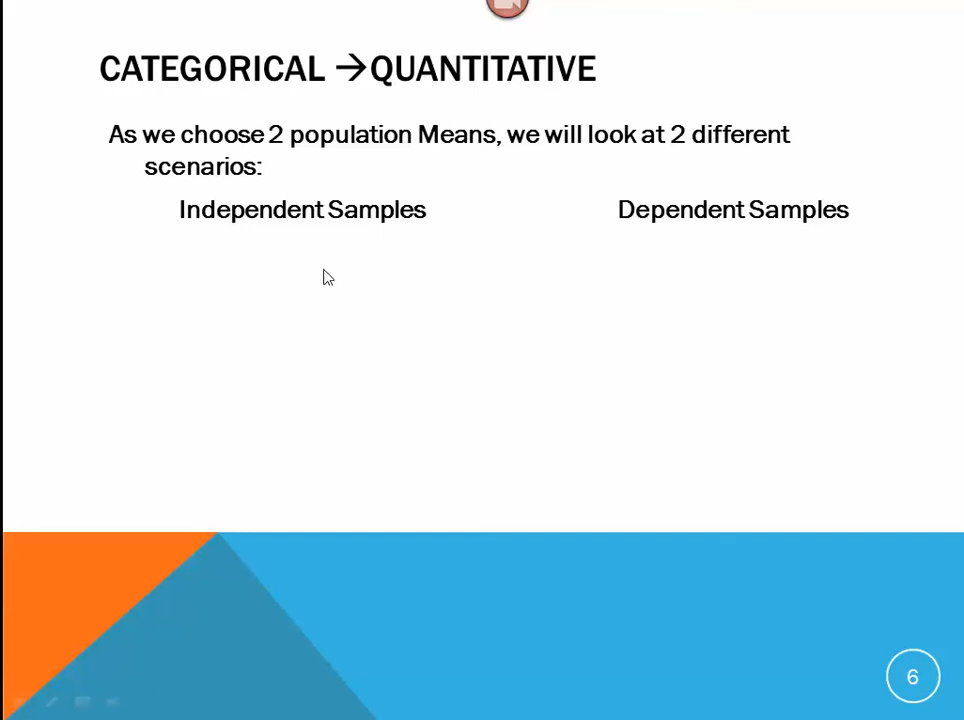 CATEGORICAL →QUANTITATIVE
As we choose 2 population Means, we will look at 2 different
scenarios:
Independent Samples Dependent Samples
6